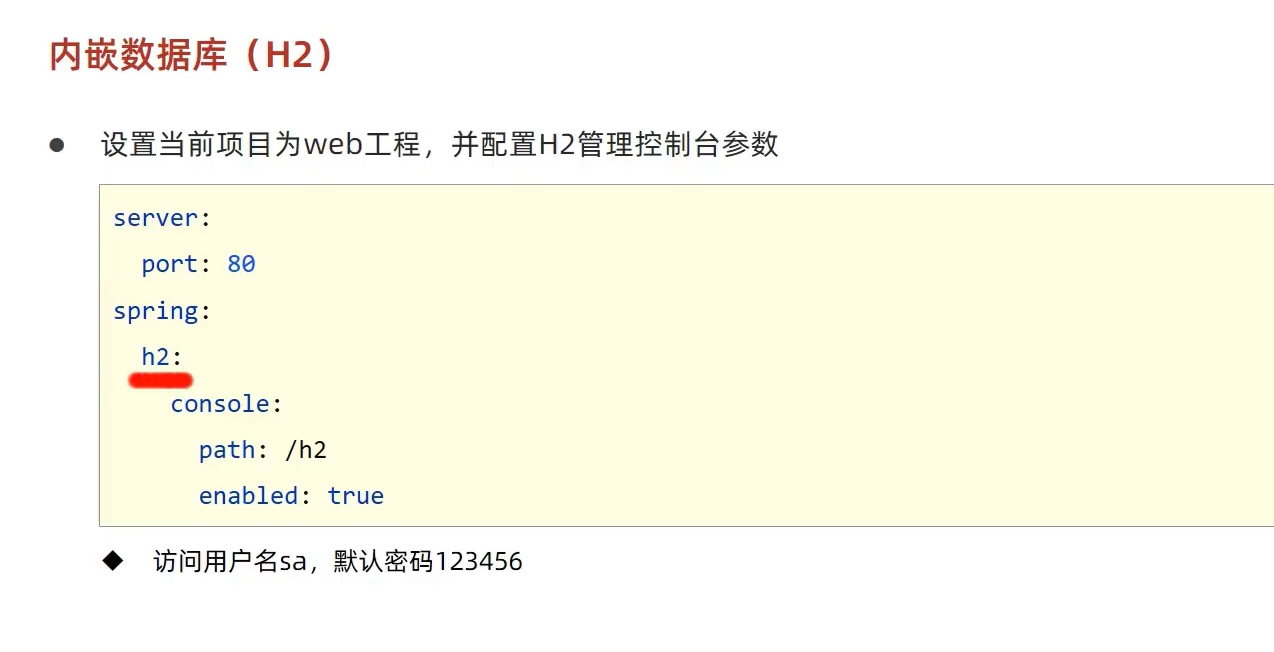 内嵌数据库（H2）
● 设置当前项目为web工程，并配置H2管理控制台参数
server:
  port: 80
spring:
  h2:
    console:
      path: /h2
      enabled: true
◆ 访问用户名sa，默认密码123456